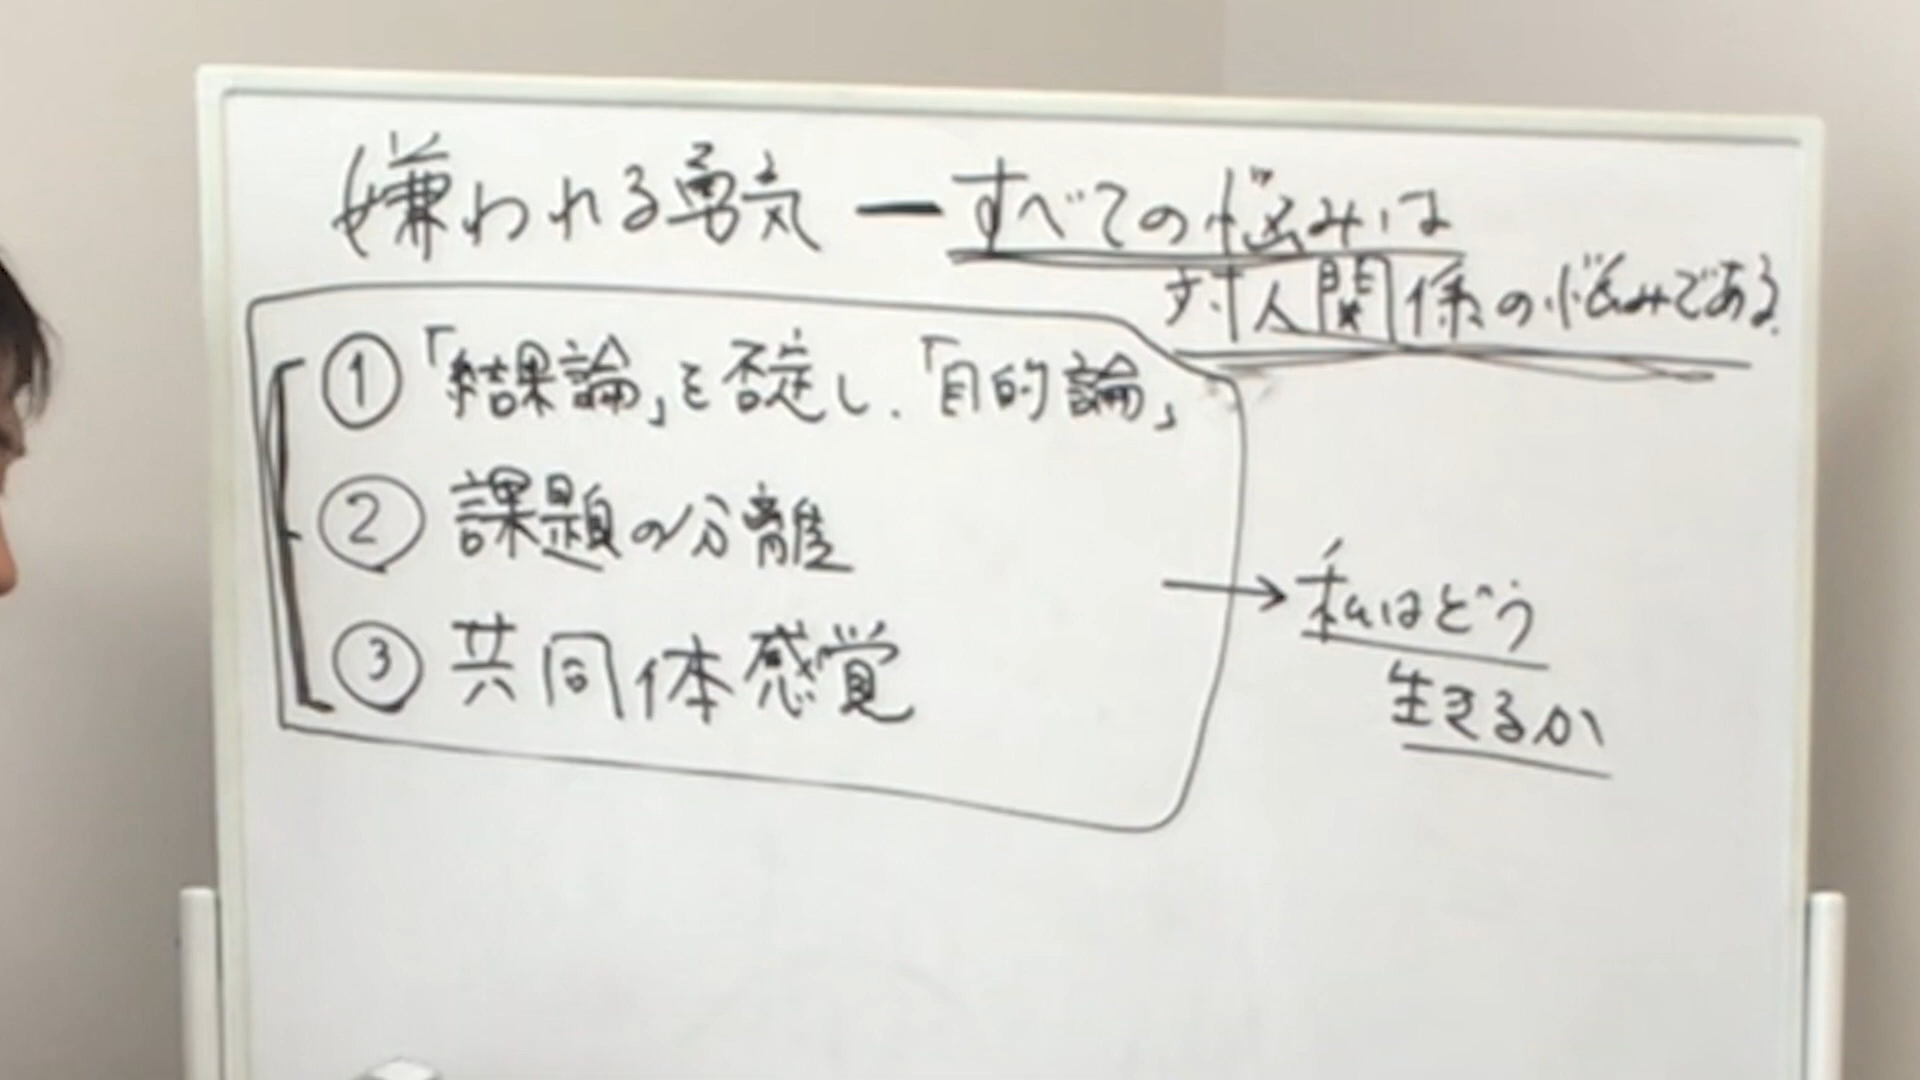 嫌われる勇気 ― すべての悩みは
対人関係の悩みである.
① 「結果論」を否定し、「目的論」
② 課題の分離
③ 共同体感覚
→ 私はどう
生きるか